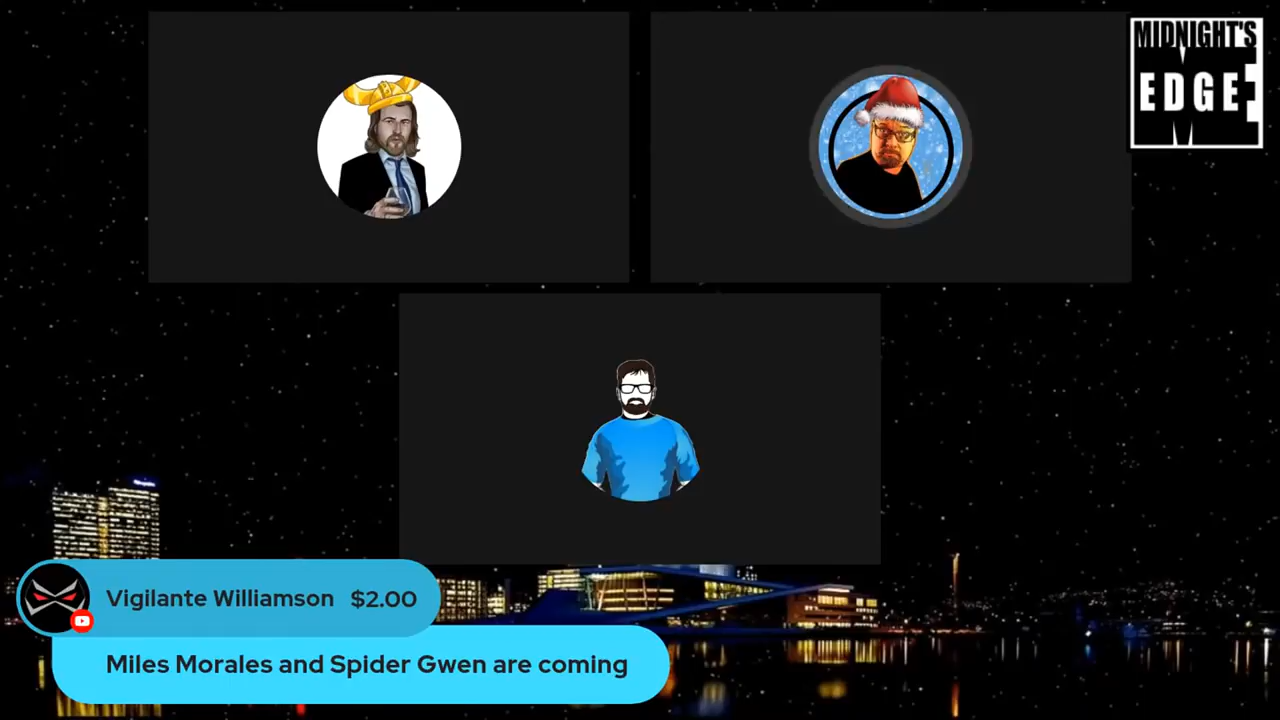 MIDNIGHT'S
EDGE
Vigilante Williamson $2.00
Miles Morales and Spider Gwen are coming